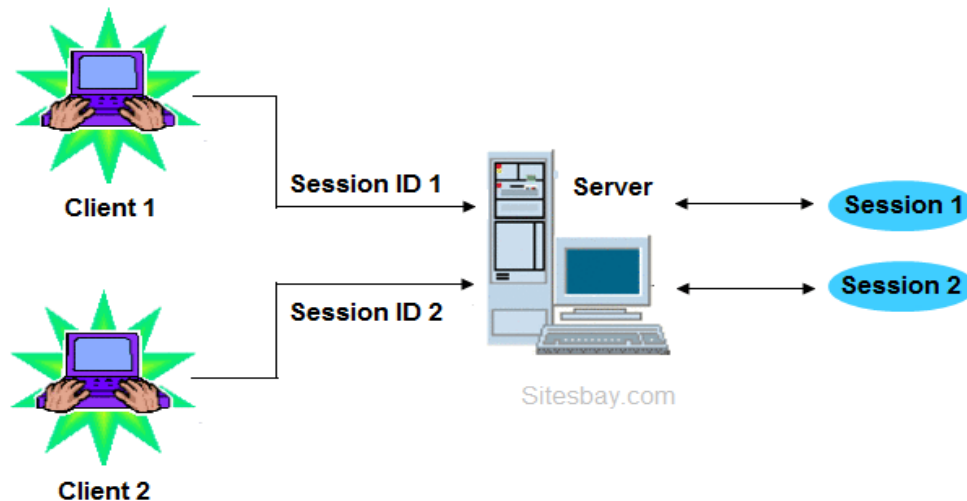 Client 1
Session ID 1
Server
Session 1
Session ID 2
Session 2
Sitesbay.com
Client 2